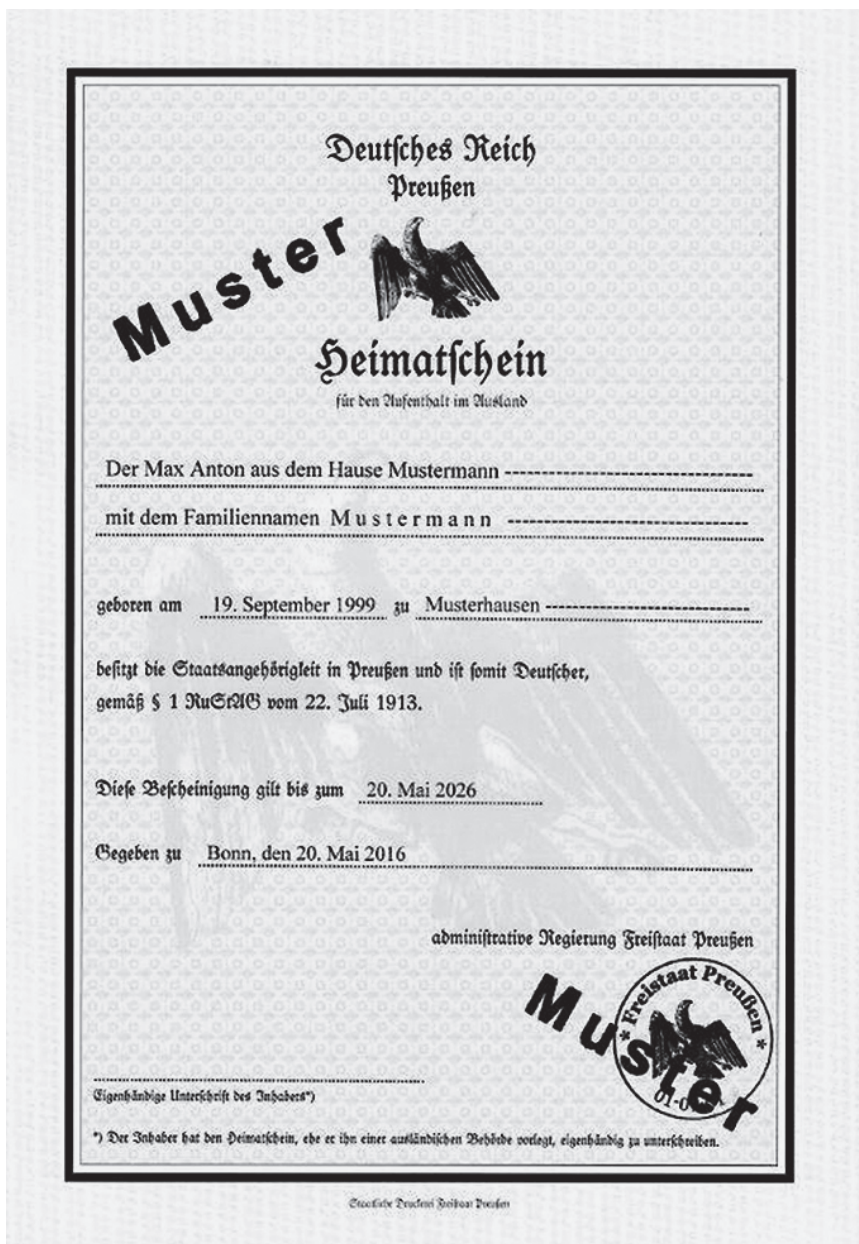 Deutsches Reich
Preußen
Muster
Heimatschein
für den Aufenthalt im Ausland
Der Max Anton aus dem Hause Mustermann
mit dem Familiennamen Mustermann
geboren am 19. September 1999 zu Musterhausen
besitzt die Staatsangehörigkeit in Preußen und ist somit Deutscher,
gemäß § 1 RuStAG vom 22. Juli 1913.
Diese Bescheinigung gilt bis zum 20. Mai 2026
Gegeben zu Bonn, den 20. Mai 2016
administrative Regierung Freistaat Preußen
* Freistaat Preußen *
Muster
Eigenhändige Unterschrift des Inhabers*)
*) Der Inhaber hat den Heimatschein, ehe er ihn einer ausländischen Behörde vorlegt, eigenhändig zu unterschreiben.
Staatliche Druckerei Freistaat Preußen